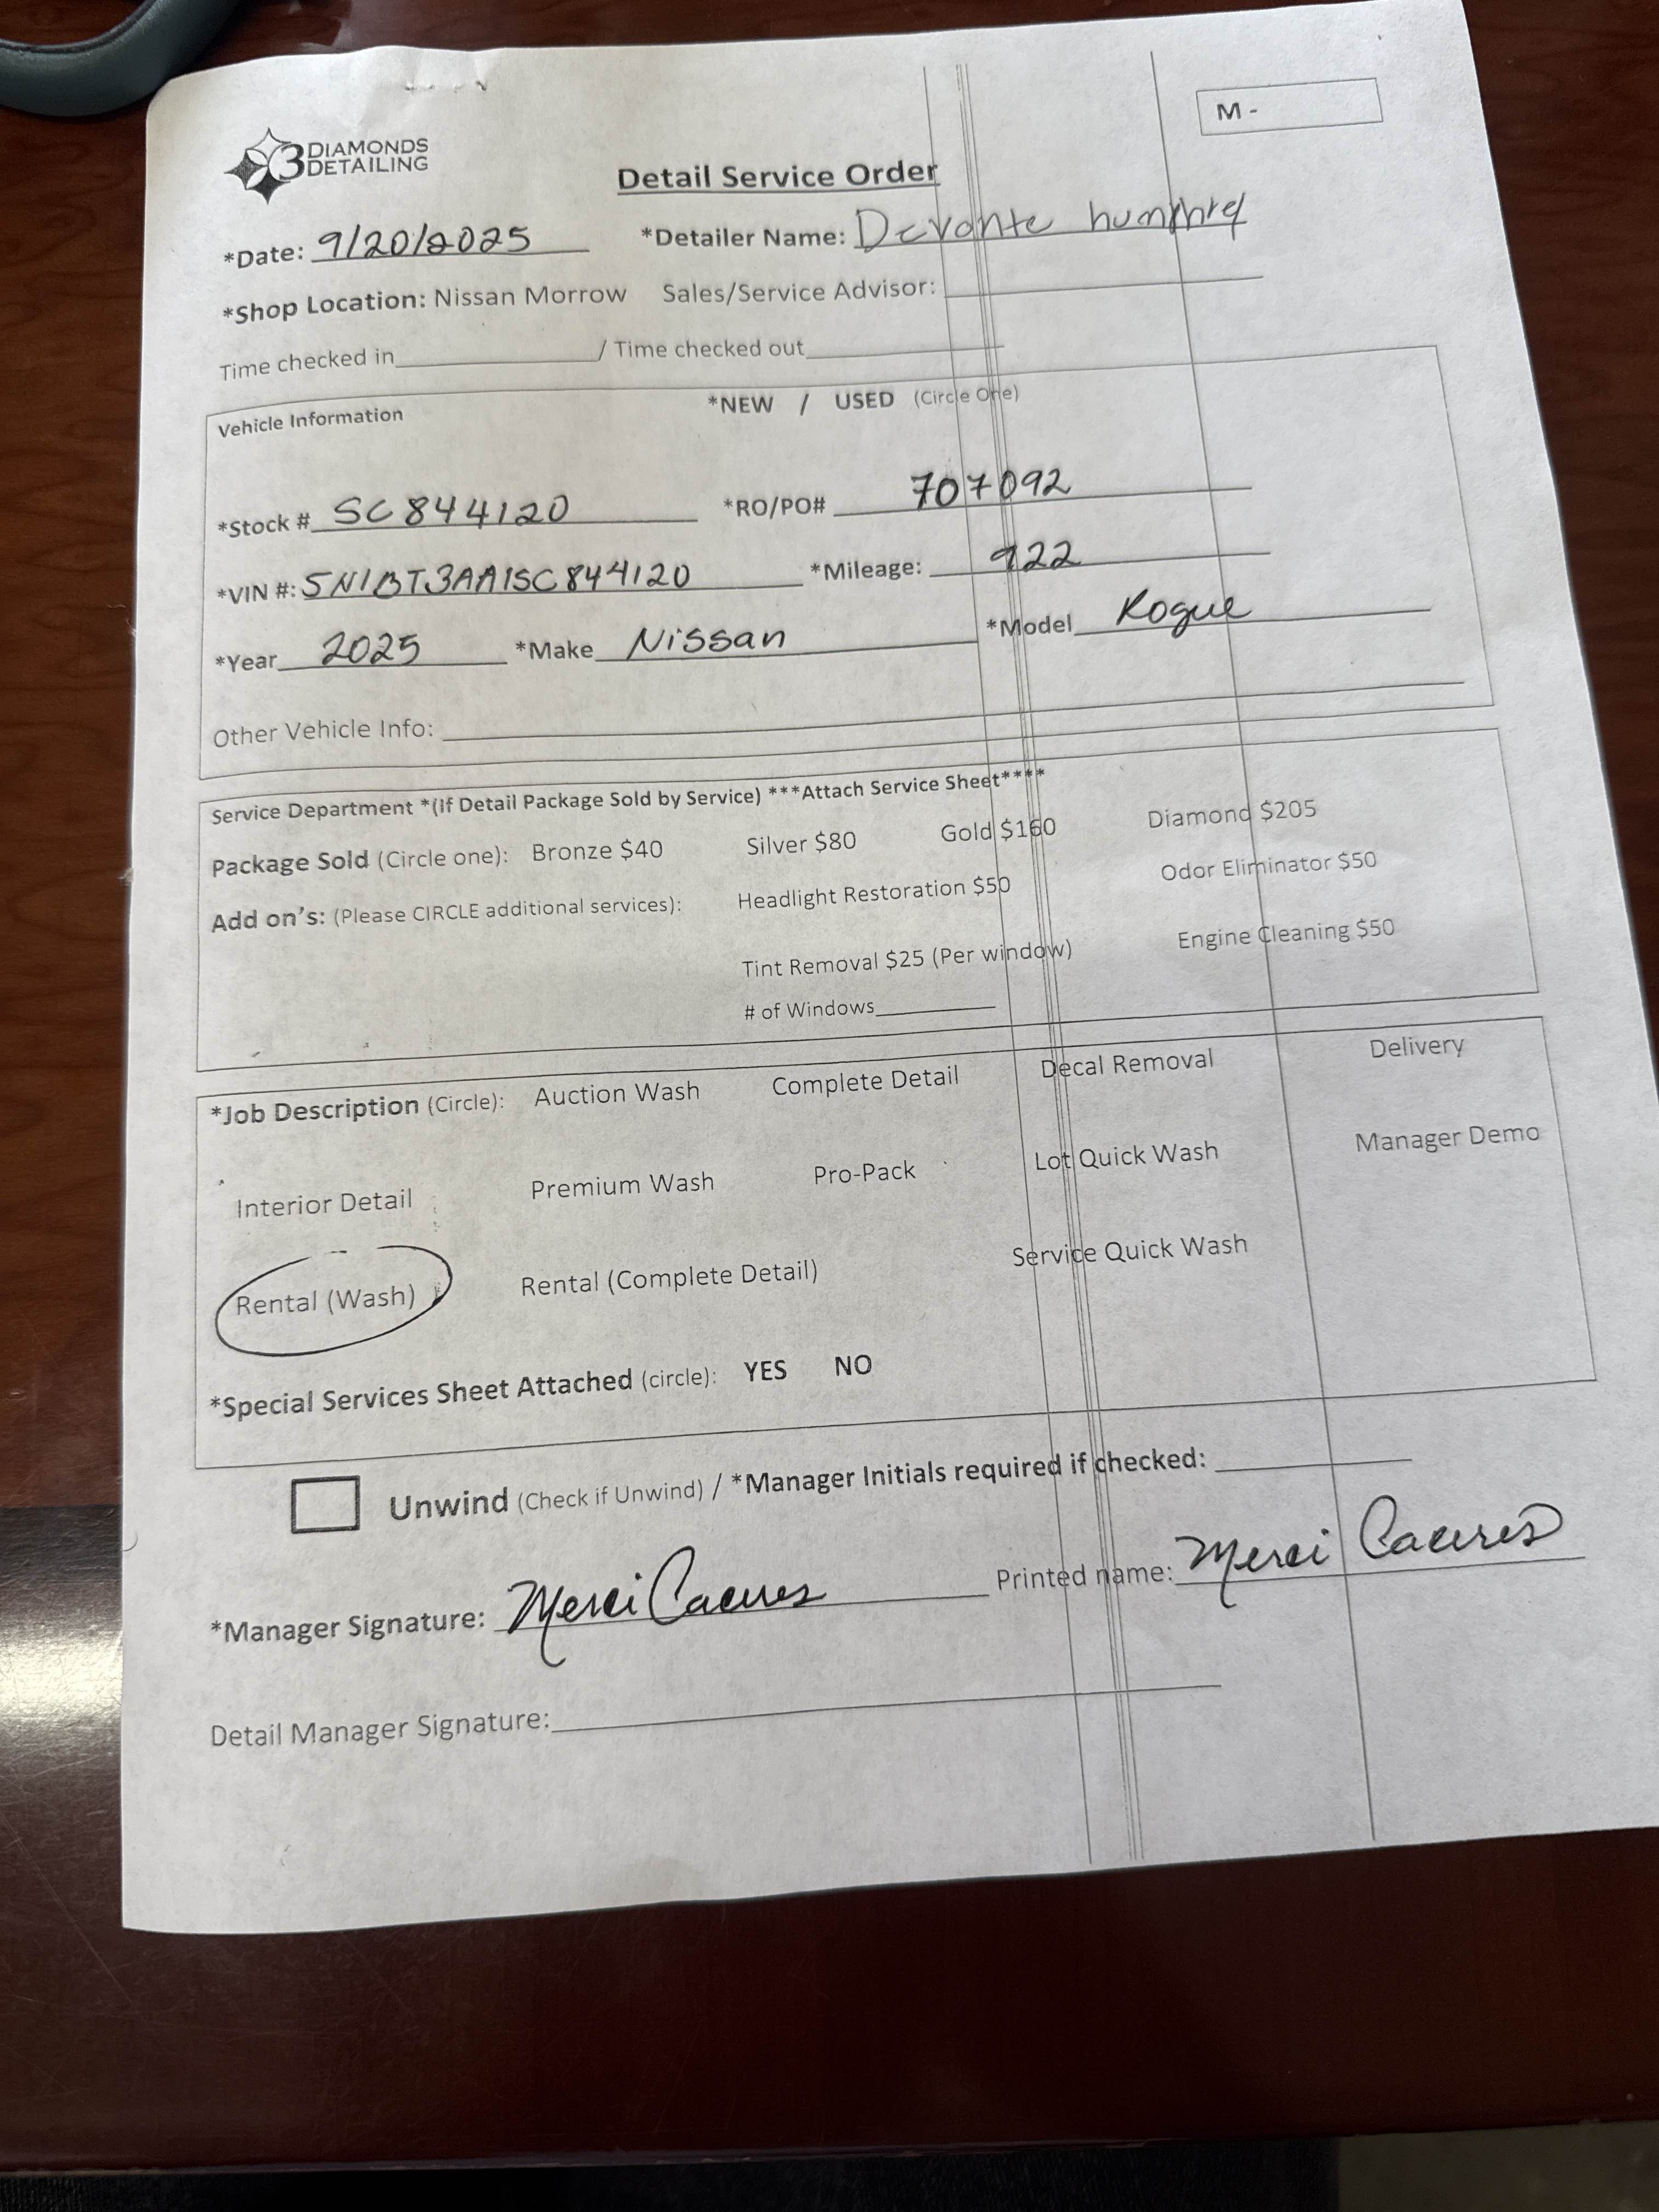 3 DIAMONDS DETAILING
M -
Detail Service Order
*Date: 9/20/2025 *Detailer Name: Devonte humphrey
*Shop Location: Nissan Morrow Sales/Service Advisor:
Time checked in / Time checked out
Vehicle Information *NEW / USED (Circle One)
*Stock # SC844120 *RO/PO# 707092
*VIN #: 5N1BT3AA1SC844120 *Mileage: 922
*Year 2025 *Make Nissan *Model Rogue
Other Vehicle Info:
Service Department *(If Detail Package Sold by Service) ***Attach Service Sheet****
Package Sold (Circle one): Bronze $40 Silver $80 Gold $160 Diamond $205
Add on's: (Please CIRCLE additional services): Headlight Restoration $50 Odor Eliminator $50
Tint Removal $25 (Per window) Engine Cleaning $50
# of Windows
*Job Description (Circle): Auction Wash Complete Detail Decal Removal Delivery
Interior Detail Premium Wash Pro-Pack Lot Quick Wash Manager Demo
Rental (Wash) Rental (Complete Detail) Service Quick Wash
*Special Services Sheet Attached (circle): YES NO
Unwind (Check if Unwind) / *Manager Initials required if checked:
*Manager Signature: Merci Caceres Printed name: Merci Caceres
Detail Manager Signature: